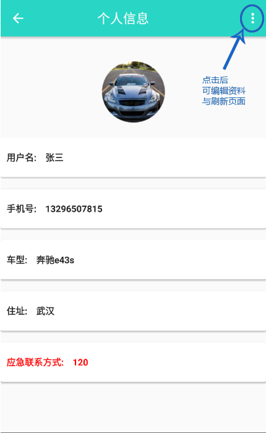 个人信息
点击后
可编辑资料
与刷新页面
用户名: 张三
手机号: 13296507815
车型: 奔驰e43s
住址: 武汉
应急联系方式: 120